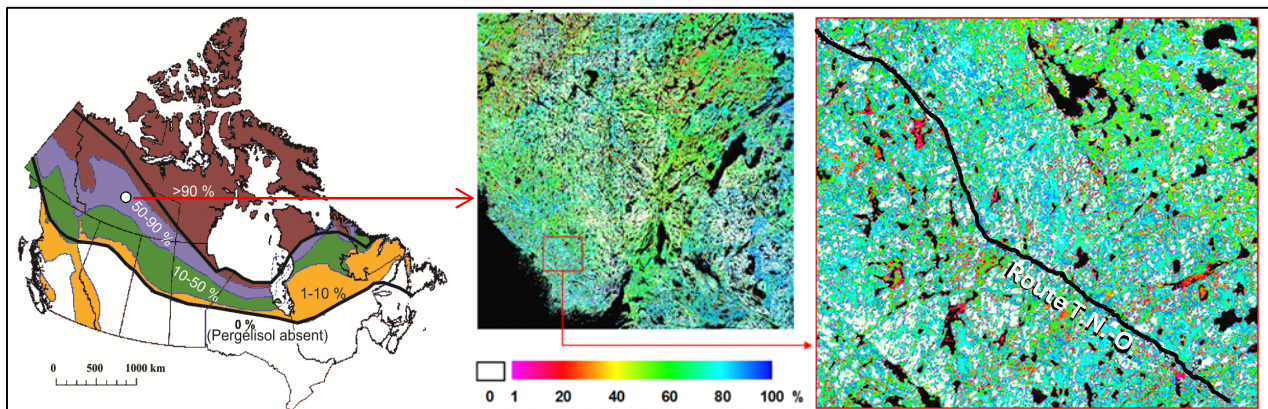 >90 %
50-90 %
10-50 %
1-10 %
0 %
(Pergélisol absent)
0 500 1000 km
0 1 20 40 60 80 100 %
Route T.N.-O.